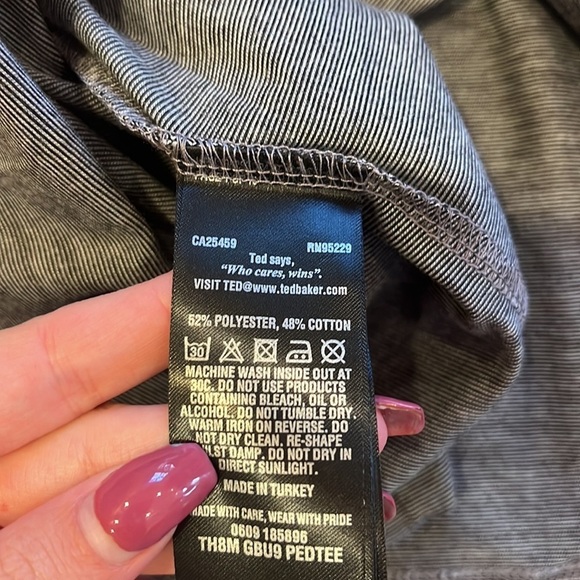 CA25459 RN95229
Ted says,
"Who cares, wins".
VISIT TED@www.tedbaker.com
52% POLYESTER, 48% COTTON
30
MACHINE WASH INSIDE OUT AT
30C. DO NOT USE PRODUCTS
CONTAINING BLEACH, OIL OR
ALCOHOL. DO NOT TUMBLE DRY.
WARM IRON ON REVERSE. DO
NOT DRY CLEAN. RE-SHAPE
DAMP. DO NOT DRY IN
DIRECT SUNLIGHT.
MADE IN TURKEY
MADE WITH CARE, WEAR WITH PRIDE
0609 185896
TH8M GBU9 PEDTEE